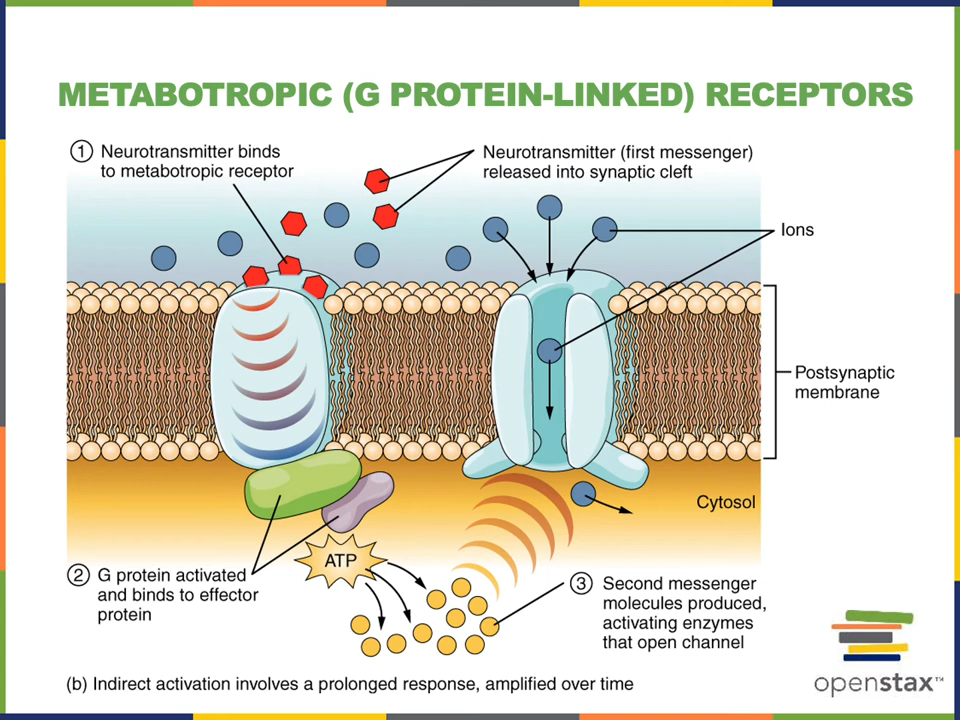 METABOTROPIC (G PROTEIN-LINKED) RECEPTORS
1 Neurotransmitter binds
to metabotropic receptor
Neurotransmitter (first messenger)
released into synaptic cleft
Ions
Postsynaptic
membrane
Cytosol
ATP
2 G protein activated
and binds to effector
protein
3 Second messenger
molecules produced,
activating enzymes
that open channel
(b) Indirect activation involves a prolonged response, amplified over time
openstax™